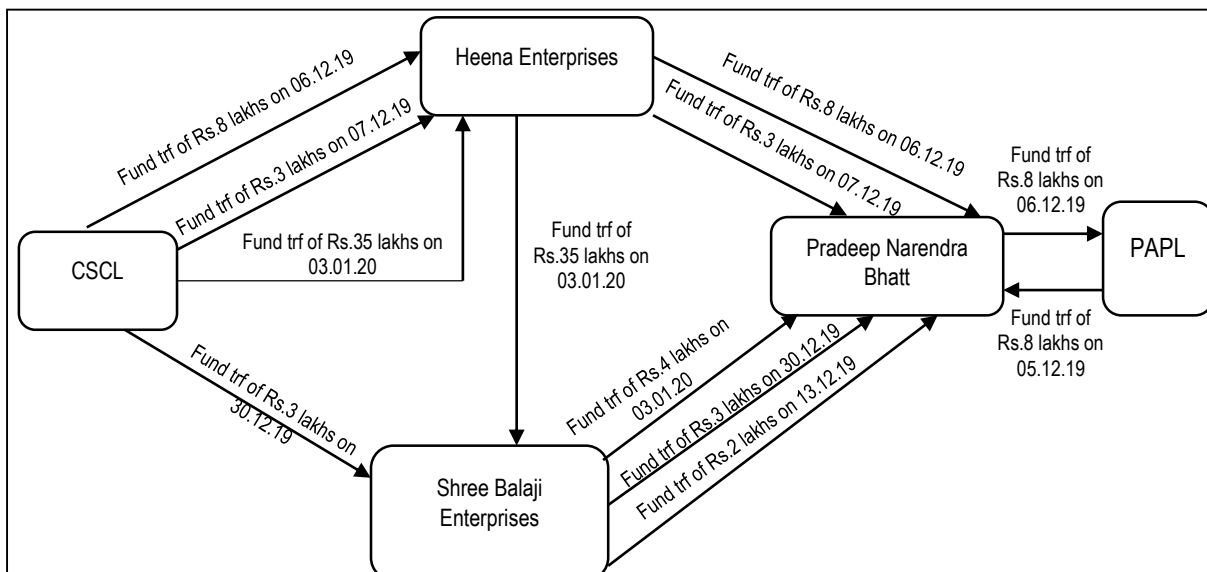 Heena Enterprises
Fund trf of Rs.8 lakhs on 06.12.19
Fund trf of Rs.3 lakhs on 07.12.19
Fund trf of Rs.35 lakhs on
03.01.20
CSCL
Fund trf of Rs.3 lakhs on
30.12.19
Fund trf of
Rs.35 lakhs on
03.01.20
Fund trf of Rs.8 lakhs on 06.12.19
Fund trf of Rs.3 lakhs on 07.12.19
Pradeep Narendra
Bhatt
Fund trf of
Rs.8 lakhs on
06.12.19
PAPL
Fund trf of
Rs.8 lakhs on
05.12.19
Fund trf of Rs.4 lakhs on
03.01.20
Fund trf of Rs.3 lakhs on 30.12.19
Fund trf of Rs.2 lakhs on 13.12.19
Shree Balaji
Enterprises